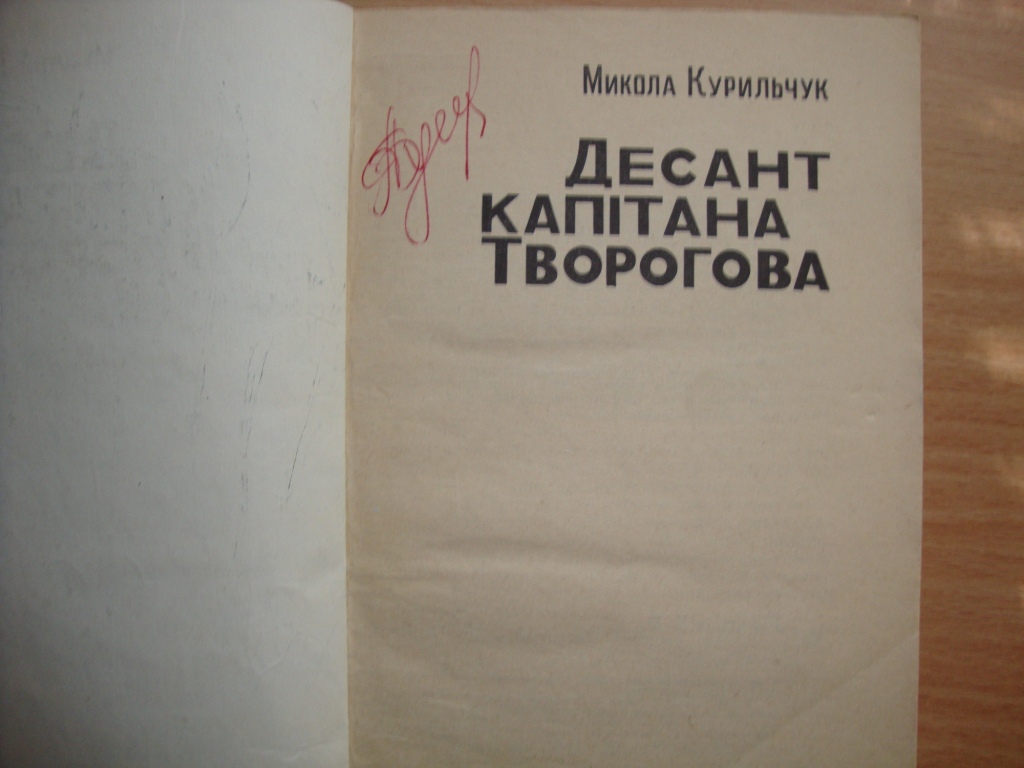 Микола Курильчук
Десант
капітана
Творогова